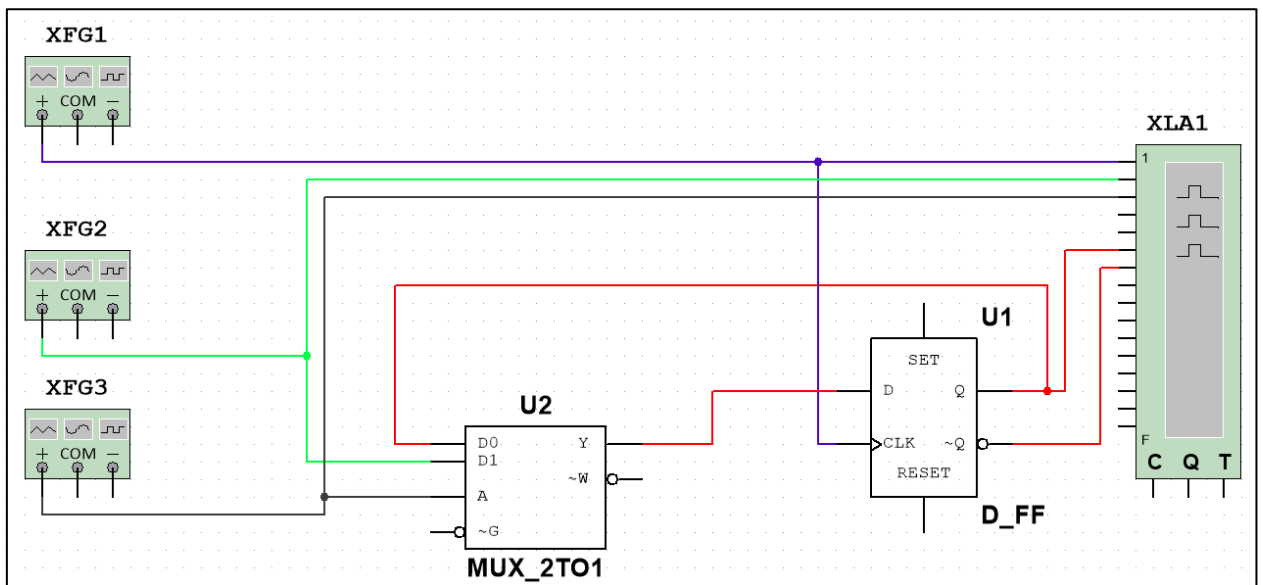 XFG1
+ COM −
XFG2
+ COM −
XFG3
+ COM −
XLA1
1
F
C Q T
U1
SET
D Q
CLK ~Q
RESET
D_FF
U2
D0 Y
D1
~W
A
~G
MUX_2TO1